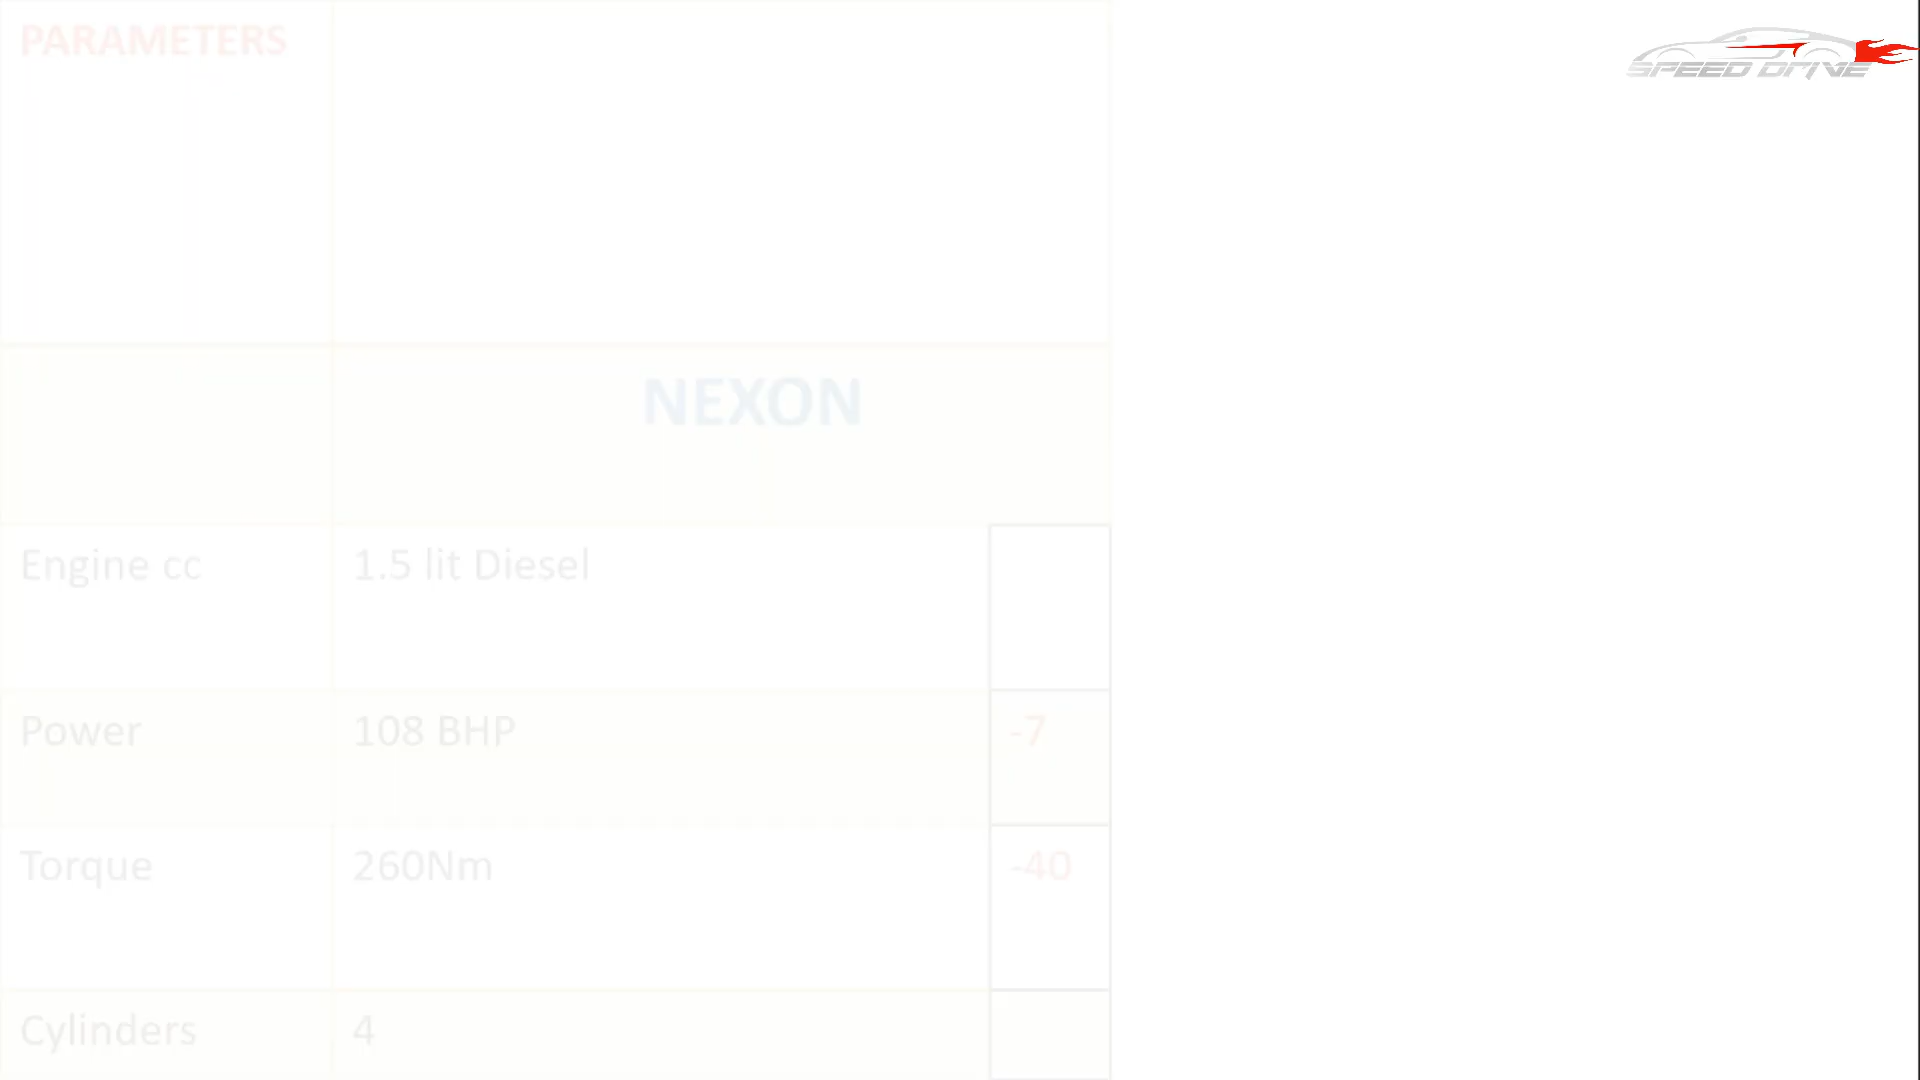 PARAMETERS
SPEED DRIVE
NEXON
Engine cc 1.5 lit Diesel
Power 108 BHP -7
Torque 260Nm -40
Cylinders 4